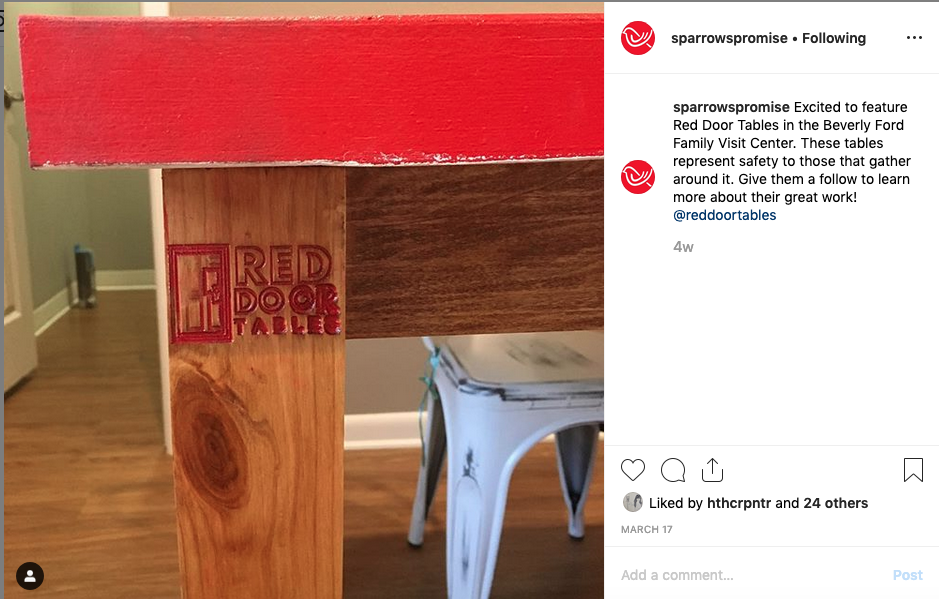 sparrowspromise • Following
sparrowspromise Excited to feature
Red Door Tables in the Beverly Ford
Family Visit Center. These tables
represent safety to those that gather
around it. Give them a follow to learn
more about their great work!
@reddoortables
4w
RED
DOOR
TABLES
Liked by hthcrpntr and 24 others
MARCH 17
Add a comment...
Post